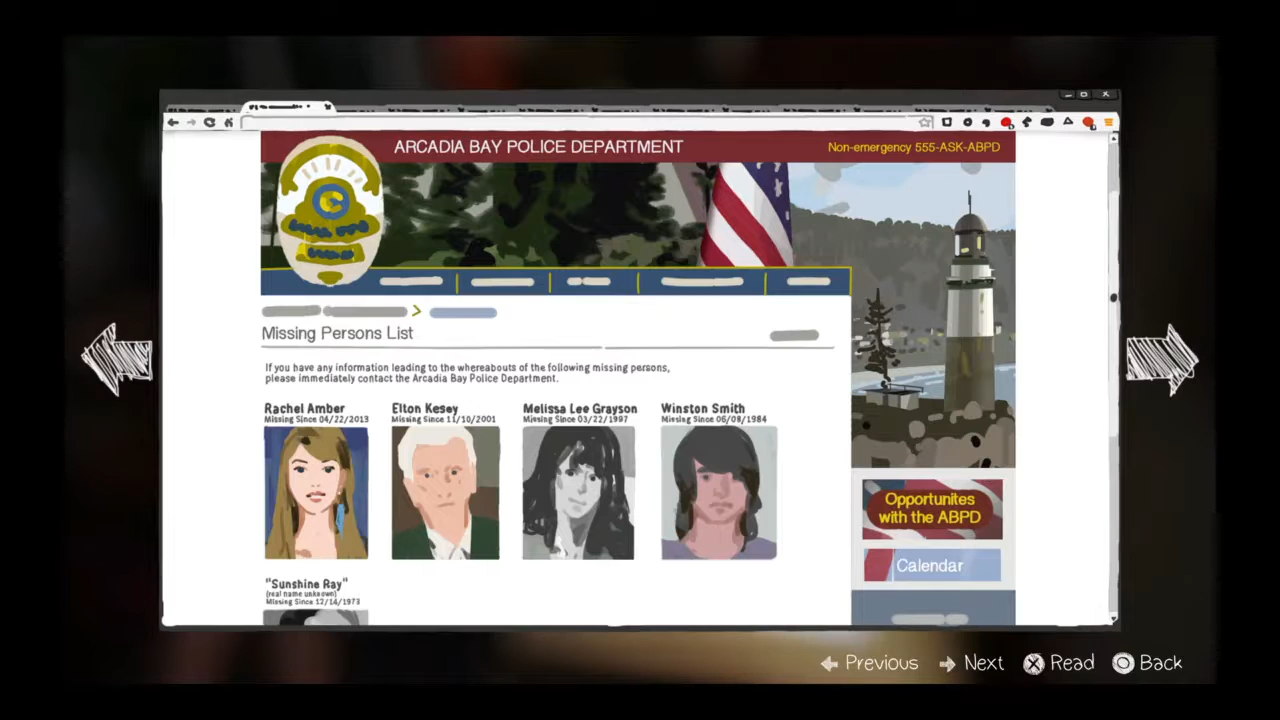 ARCADIA BAY POLICE DEPARTMENT
Non-emergency 555-ASK-ABPD
Missing Persons List
If you have any information leading to the whereabouts of the following missing persons,
please immediately contact the Arcadia Bay Police Department.
Rachel Amber
Missing Since 04/22/2013
Elton Kesey
Missing Since 11/10/2001
Melissa Lee Grayson
Missing Since 03/22/1997
Winston Smith
Missing Since 06/08/1984
"Sunshine Ray"
(real name unkown)
Missing Since 12/14/1973
Opportunites
with the ABPD
Calendar
Previous
Next
Read
Back